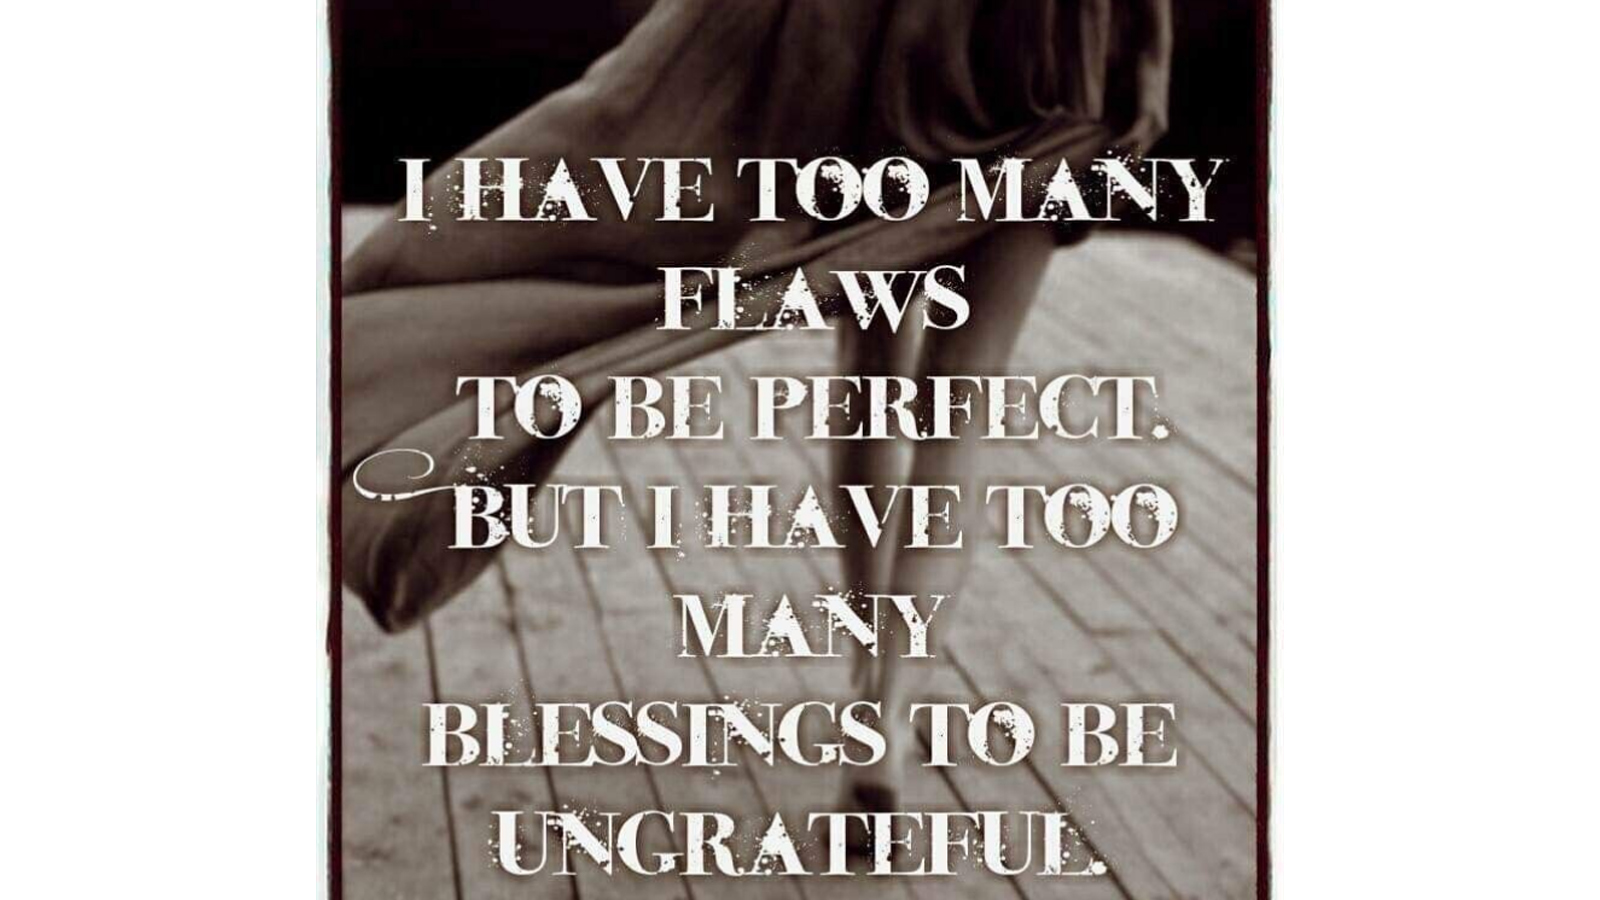 I HAVE TOO MANY
FLAWS
TO BE PERFECT.
BUT I HAVE TOO
MANY
BLESSINGS TO BE
UNGRATEFUL.